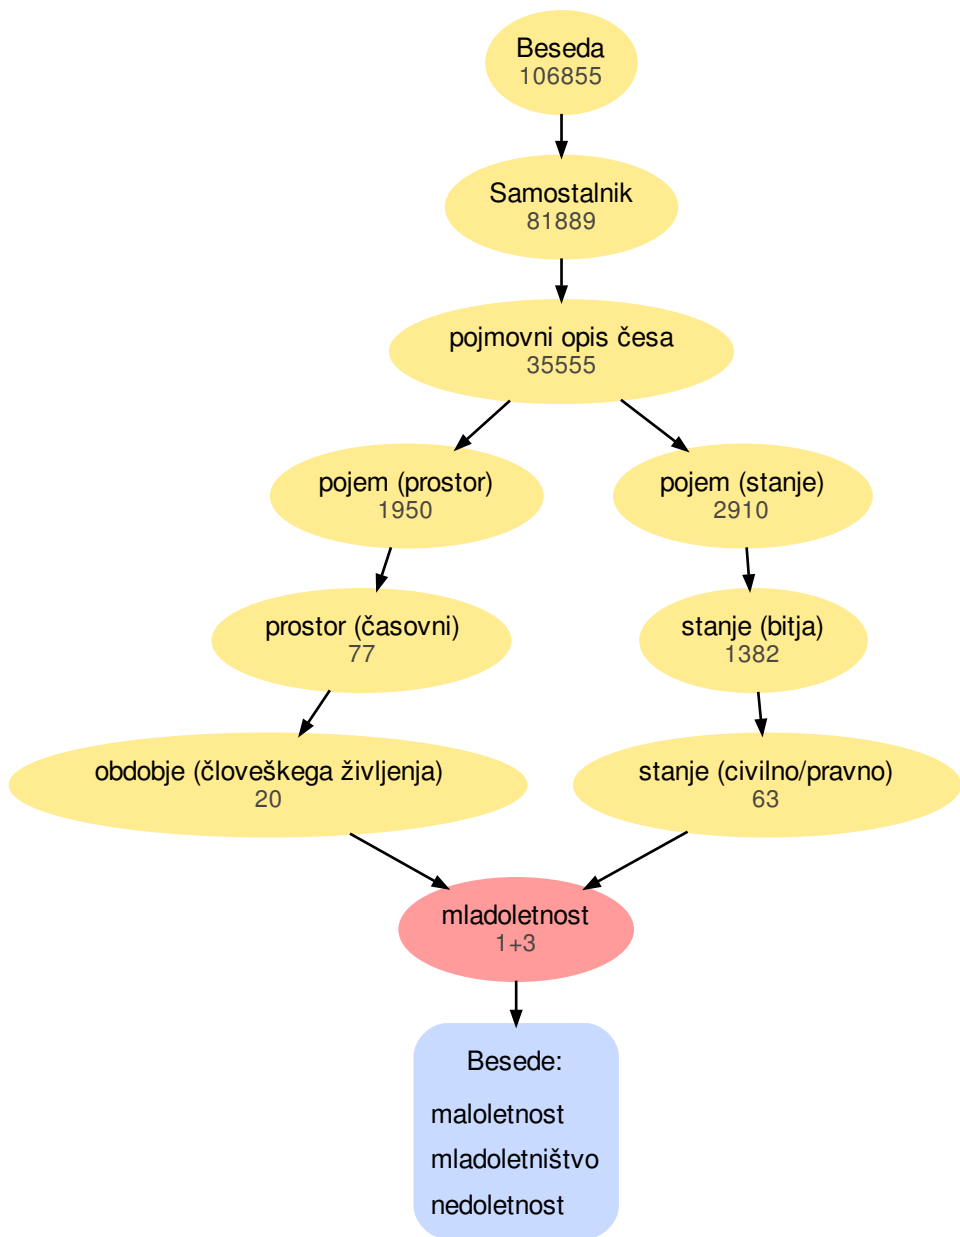 Beseda
106855
Samostalnik
81889
pojmovni opis česa
35555
pojem (prostor)
1950
pojem (stanje)
2910
prostor (časovni)
77
stanje (bitja)
1382
obdobje (človeškega življenja)
20
stanje (civilno/pravno)
63
mladoletnost
1+3
Besede:
maloletnost
mladoletništvo
nedoletnost